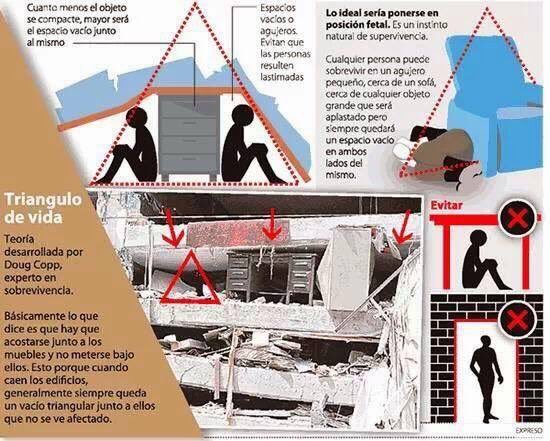 Cuanto menos el objeto
se compacte, mayor será
el espacio vacío junto
al mismo
Espacios
vacíos o
agujeros.
Evitan que
las personas
resulten
lastimadas
Lo ideal sería ponerse en
posición fetal. Es un instinto
natural de supervivencia.
Cualquier persona puede
sobrevivir en un agujero
pequeño, cerca de un sofá,
cerca de cualquier objeto
grande que será
aplastado pero
siempre quedará
un espacio vacío
en ambos
lados del
mismo.
Triangulo
de vida
Teoría
desarrollada por
Doug Copp,
experto en
sobrevivencia.
Básicamente lo que
dice es que hay que
acostarse junto a los
muebles y no meterse bajo
ellos. Esto porque cuando
caen los edificios,
generalmente siempre queda
un vacío triangular junto a ellos
que no se ve afectado.
Evitar
EXPRESO